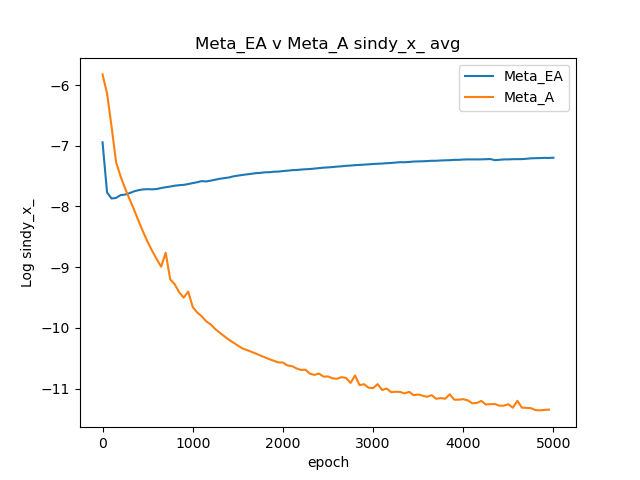 Meta_EA v Meta_A sindy_x_ avg
Meta_EA
Meta_A
Log sindy_x_
−6
−7
−8
−9
−10
−11
0
1000
2000
3000
4000
5000
epoch